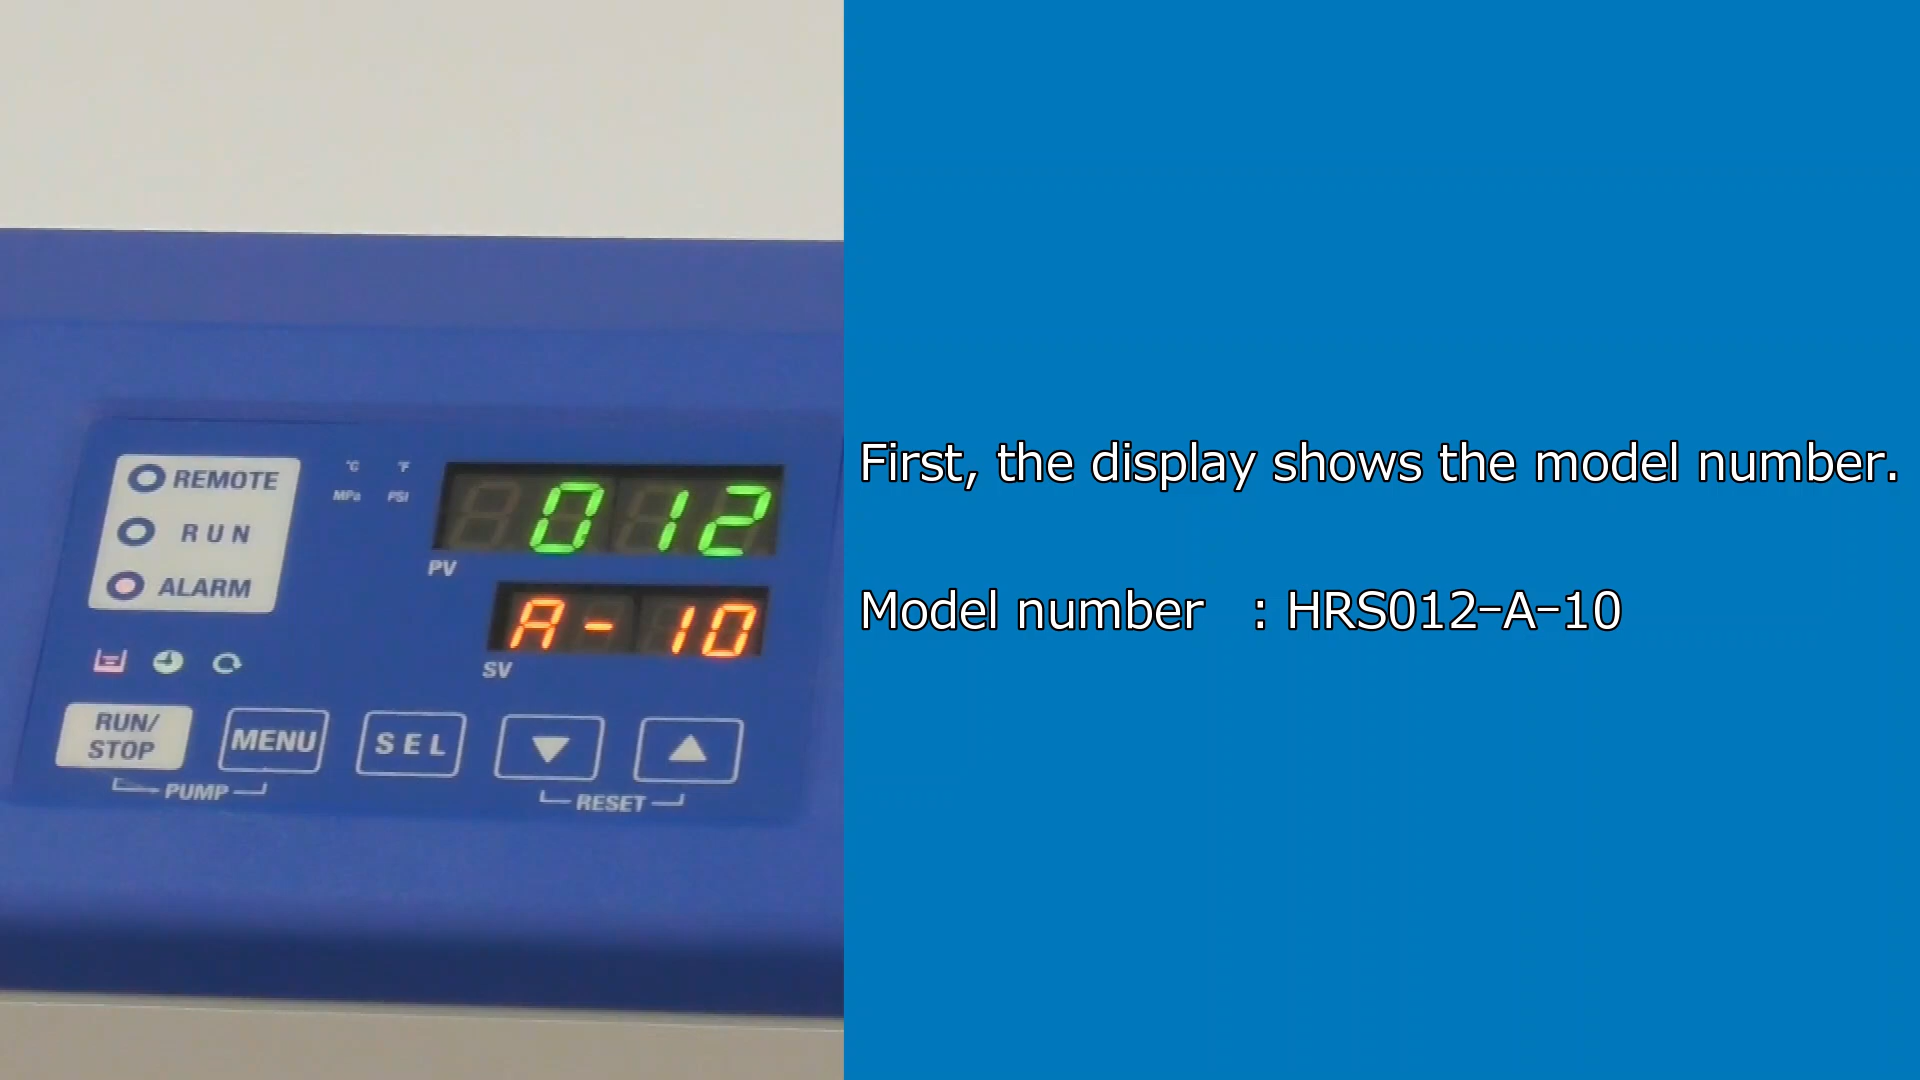 REMOTE
RUN
ALARM
°C °F
MPa PSI
012
PV
A-10
SV
RUN/
STOP
MENU
SEL
PUMP
RESET
First, the display shows the model number.
Model number : HRS012-A-10